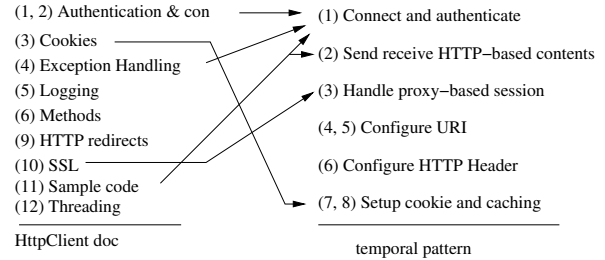 (1, 2) Authentication & con
(3) Cookies
(4) Exception Handling
(5) Logging
(6) Methods
(9) HTTP redirects
(10) SSL
(11) Sample code
(12) Threading
HttpClient doc
(1) Connect and authenticate
(2) Send receive HTTP−based contents
(3) Handle proxy−based session
(4, 5) Configure URI
(6) Configure HTTP Header
(7, 8) Setup cookie and caching
temporal pattern